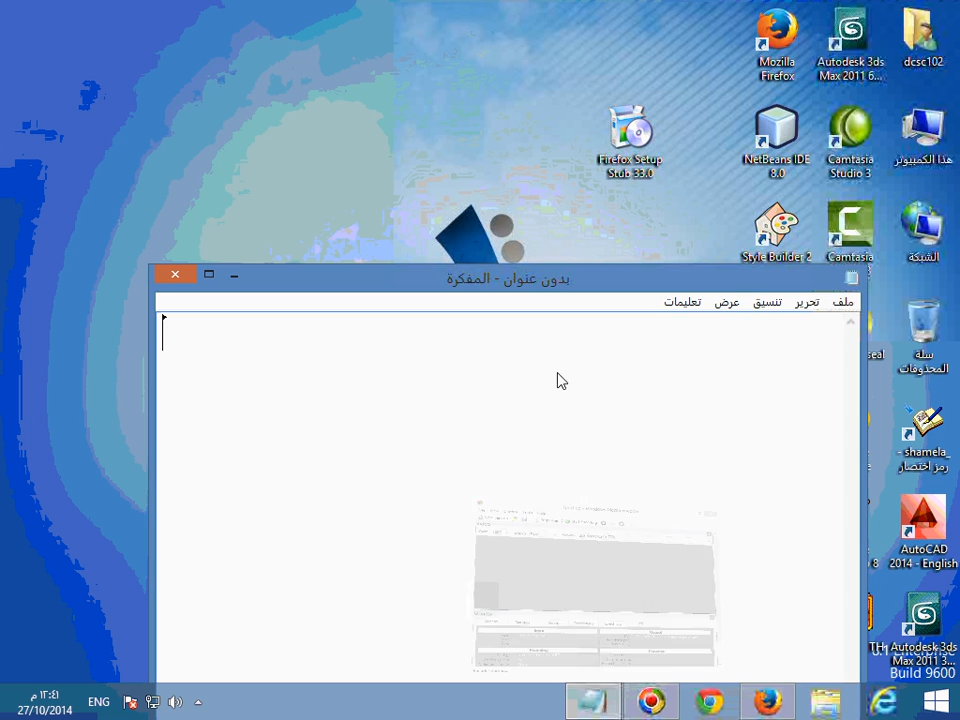 Mozilla
Firefox
Autodesk 3ds
Max 2011 6...
dcsc102
Firefox Setup
Stub 33.0
NetBeans IDE
8.0
Camtasia
Studio 3
هذا الكمبيوتر
Style Builder 2
Camtasia
الشبكة
بدون عنوان - المفكرة
ملف تحرير تنسيق عرض تعليمات
seal
سلة
المحذوفات
shamela_ -
رمز اختصار
AutoCAD
2014 - English
8
Autodesk 3ds
Max 2011 3...
Build 9600
١٢:٤١ م
27/10/2014
ENG